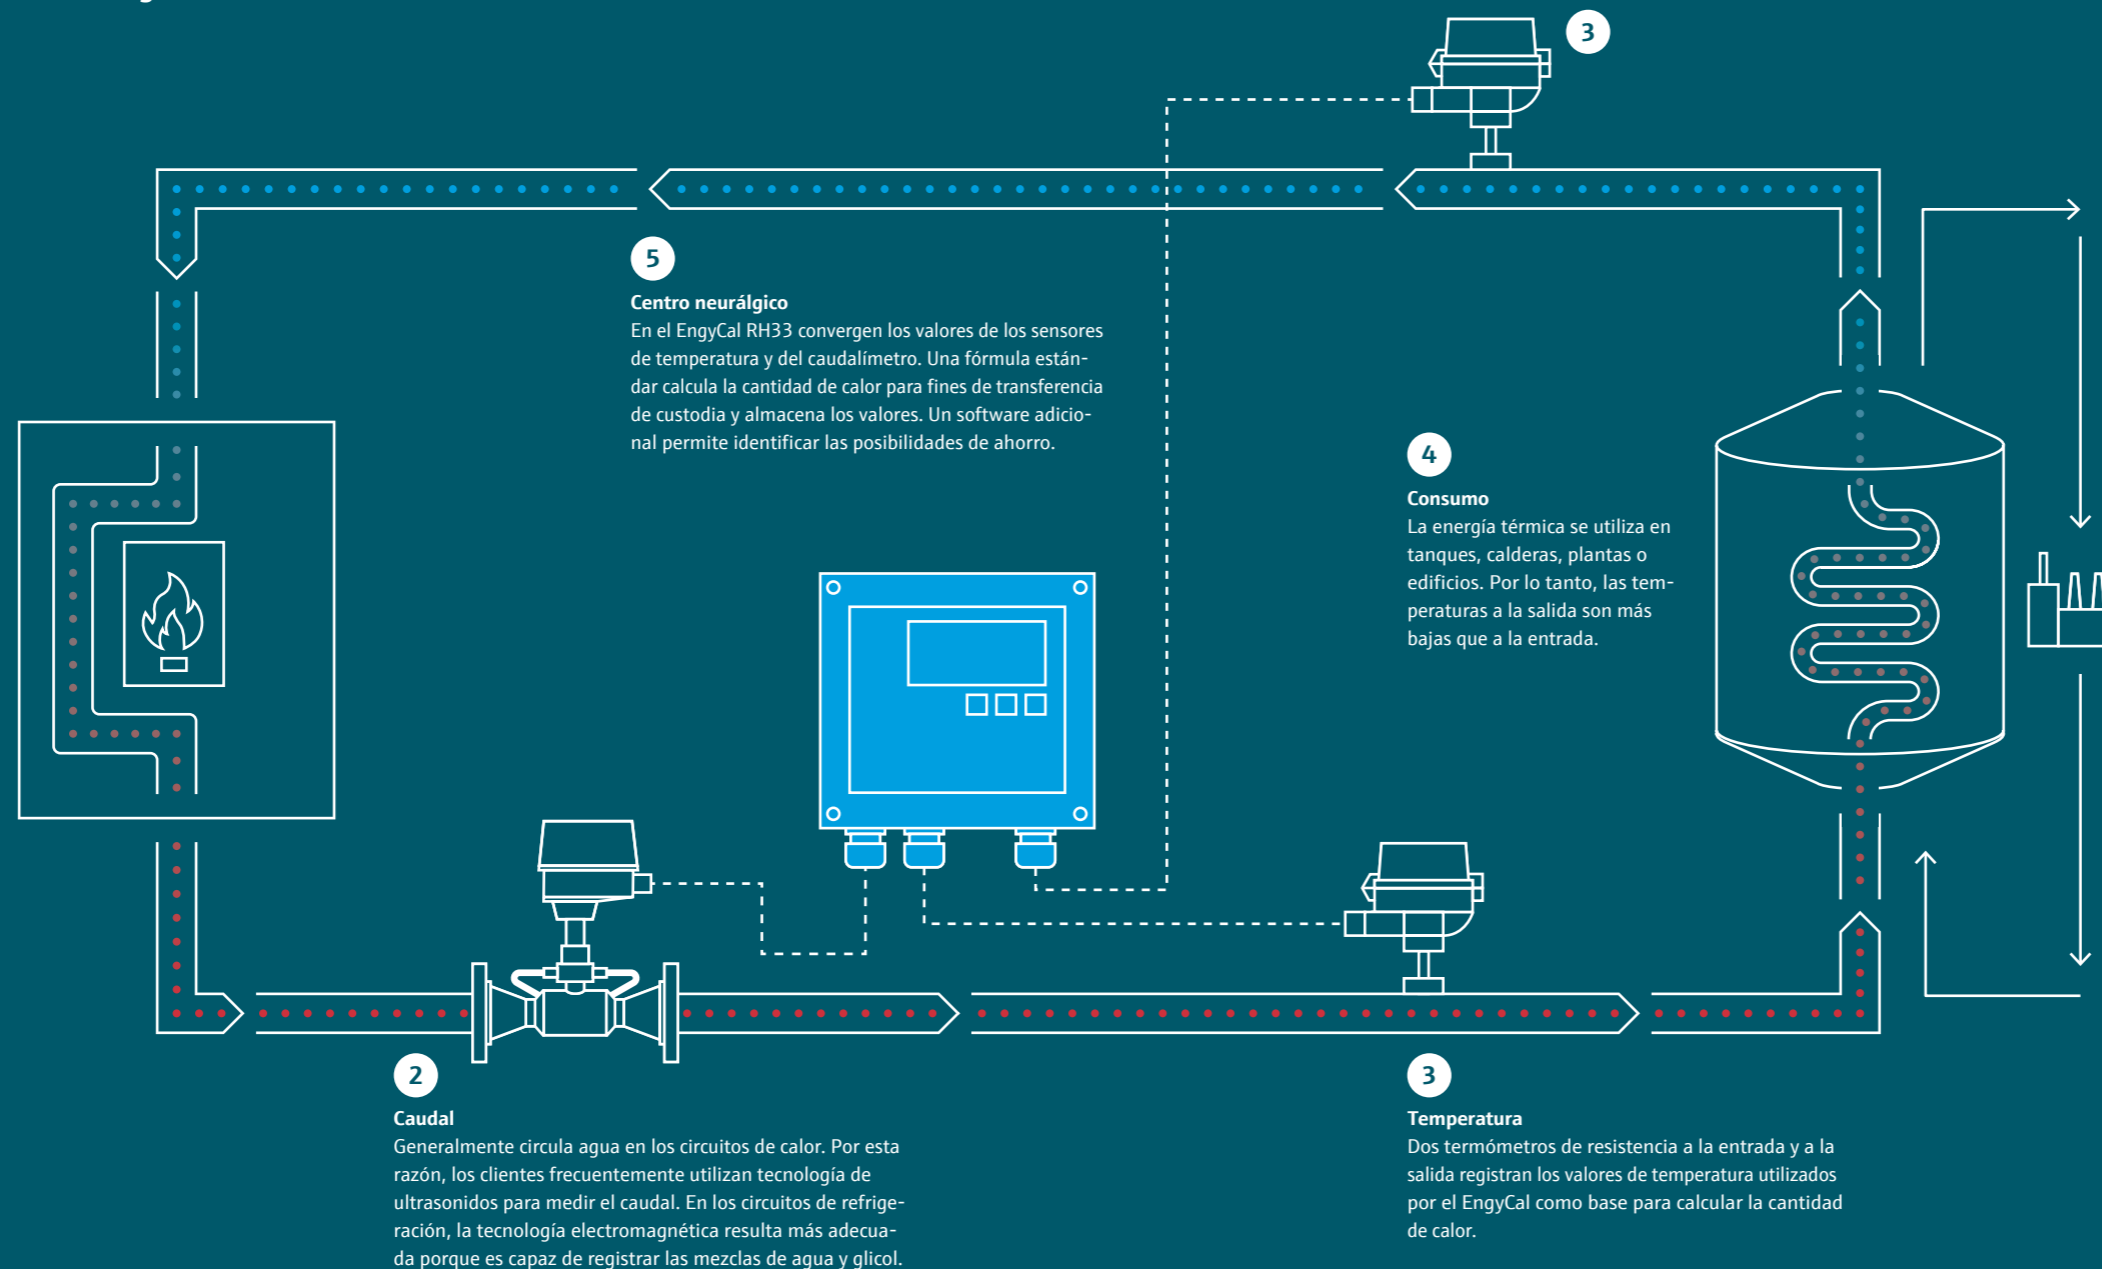 3
5
Centro neurálgico
En el EngyCal RH33 convergen los valores de los sensores
de temperatura y del caudalímetro. Una fórmula están-
dar calcula la cantidad de calor para fines de transferencia
de custodia y almacena los valores. Un software adicio-
nal permite identificar las posibilidades de ahorro.
4
Consumo
La energía térmica se utiliza en
tanques, calderas, plantas o
edificios. Por lo tanto, las tem-
peraturas a la salida son más
bajas que a la entrada.
2
Caudal
Generalmente circula agua en los circuitos de calor. Por esta
razón, los clientes frecuentemente utilizan tecnología de
ultrasonidos para medir el caudal. En los circuitos de refrige-
ración, la tecnología electromagnética resulta más adecua-
da porque es capaz de registrar las mezclas de agua y glicol.
3
Temperatura
Dos termómetros de resistencia a la entrada y a la
salida registran los valores de temperatura utilizados
por el EngyCal como base para calcular la cantidad
de calor.